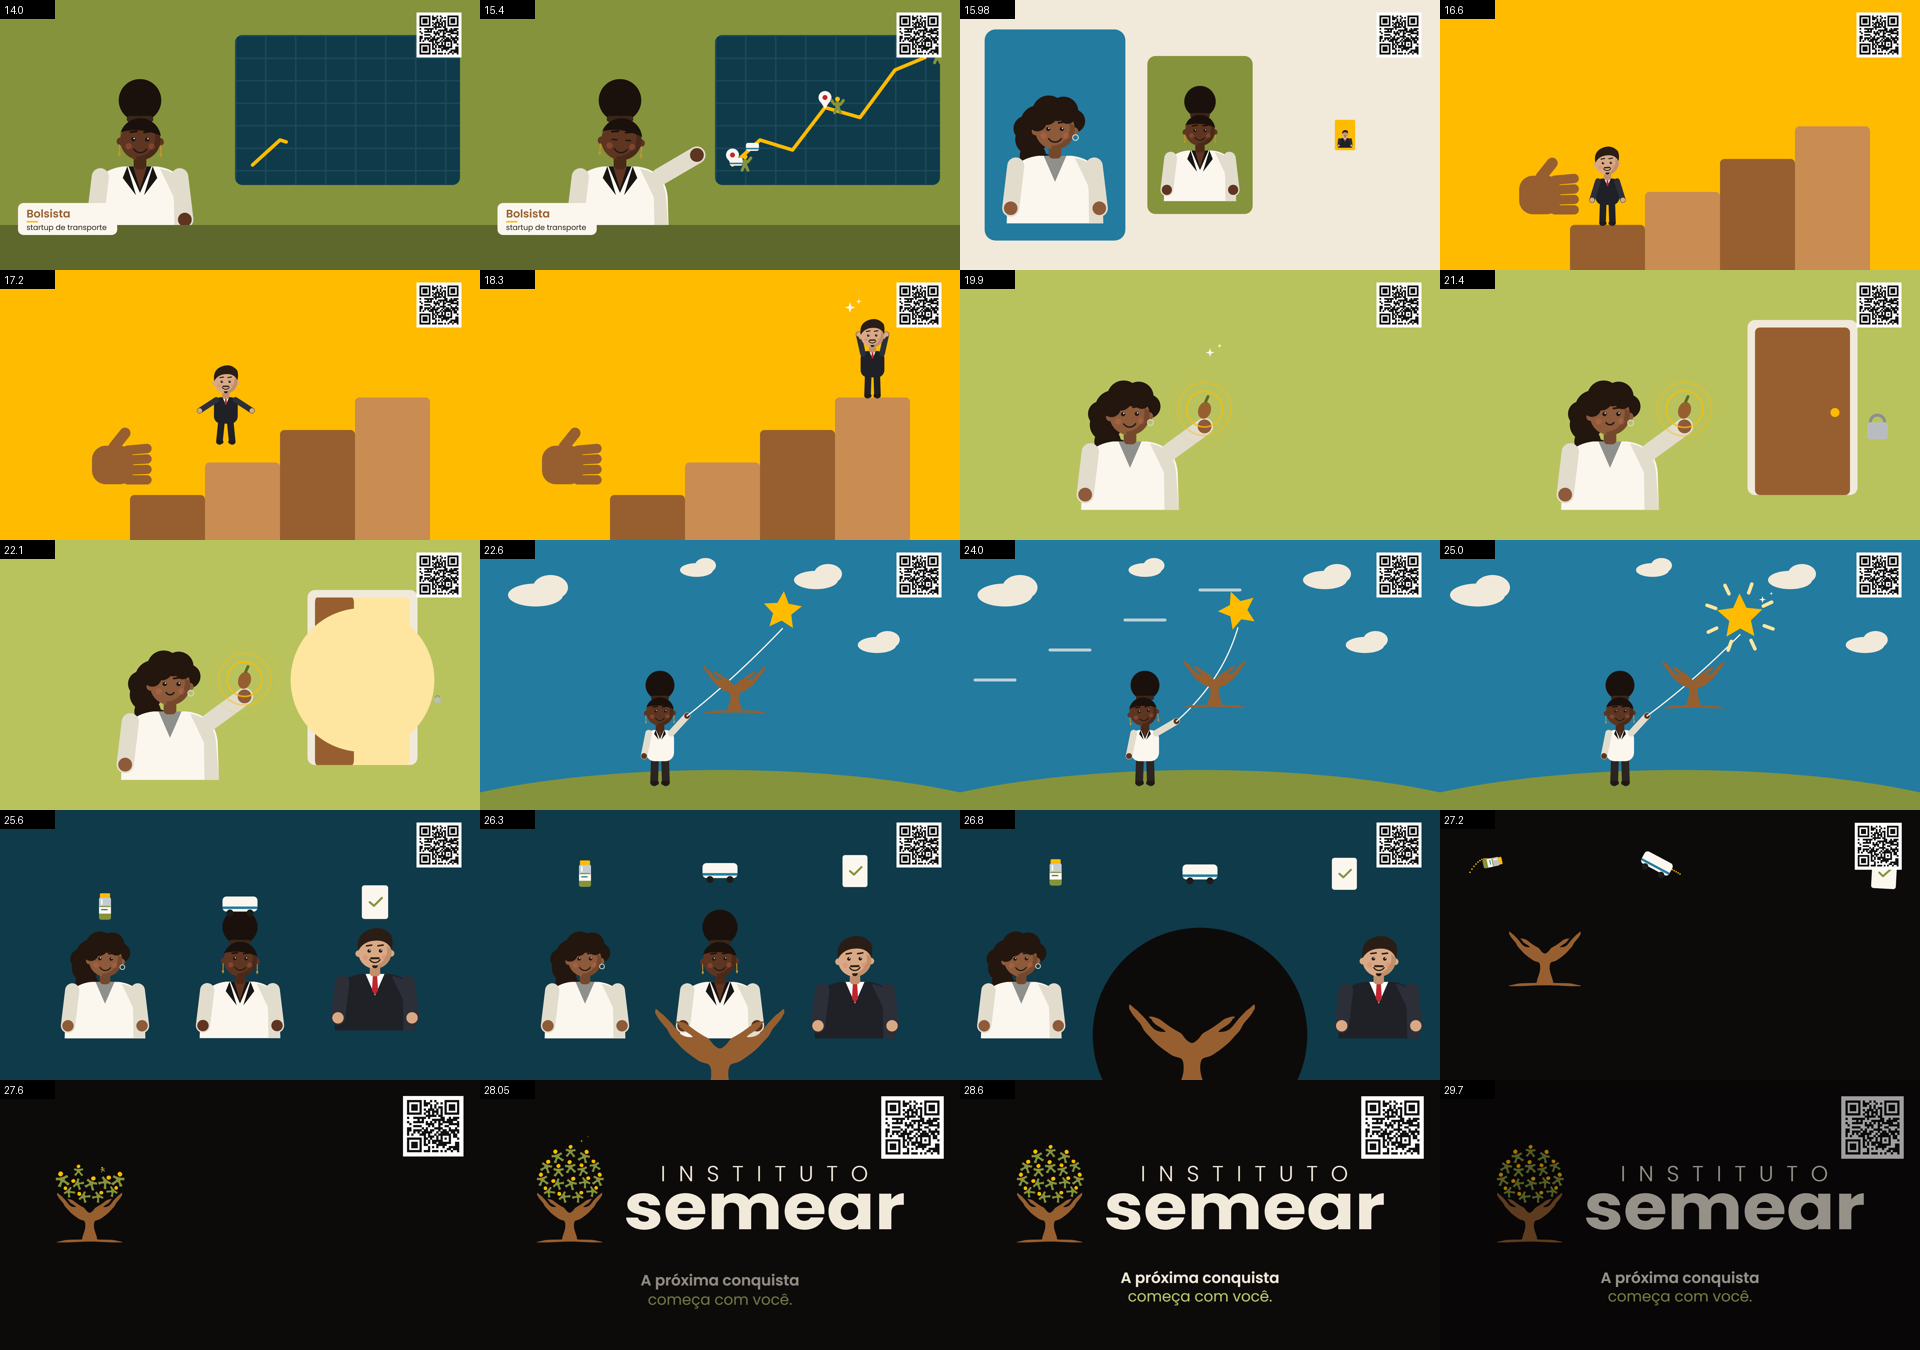 14.0
15.4
15.98
16.6
Bolsista
startup de transporte
Bolsista
startup de transporte
17.2
18.3
19.9
21.4
22.1
22.6
24.0
25.0
25.6
26.3
26.8
27.2
27.6
28.05
28.6
29.7
INSTITUTO
semear
A próxima conquista
começa com você.
INSTITUTO
semear
A próxima conquista
começa com você.
INSTITUTO
semear
A próxima conquista
começa com você.